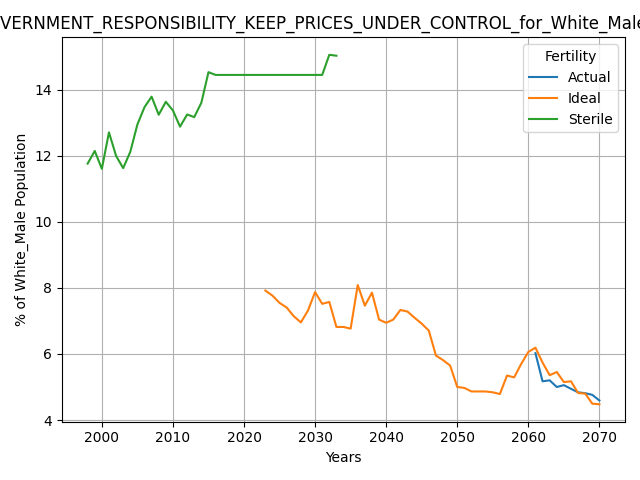 VERNMENT_RESPONSIBILITY_KEEP_PRICES_UNDER_CONTROL_for_White_Male
Fertility
Actual
Ideal
Sterile
% of White_Male Population
14
12
10
8
6
4
2000 2010 2020 2030 2040 2050 2060 2070
Years